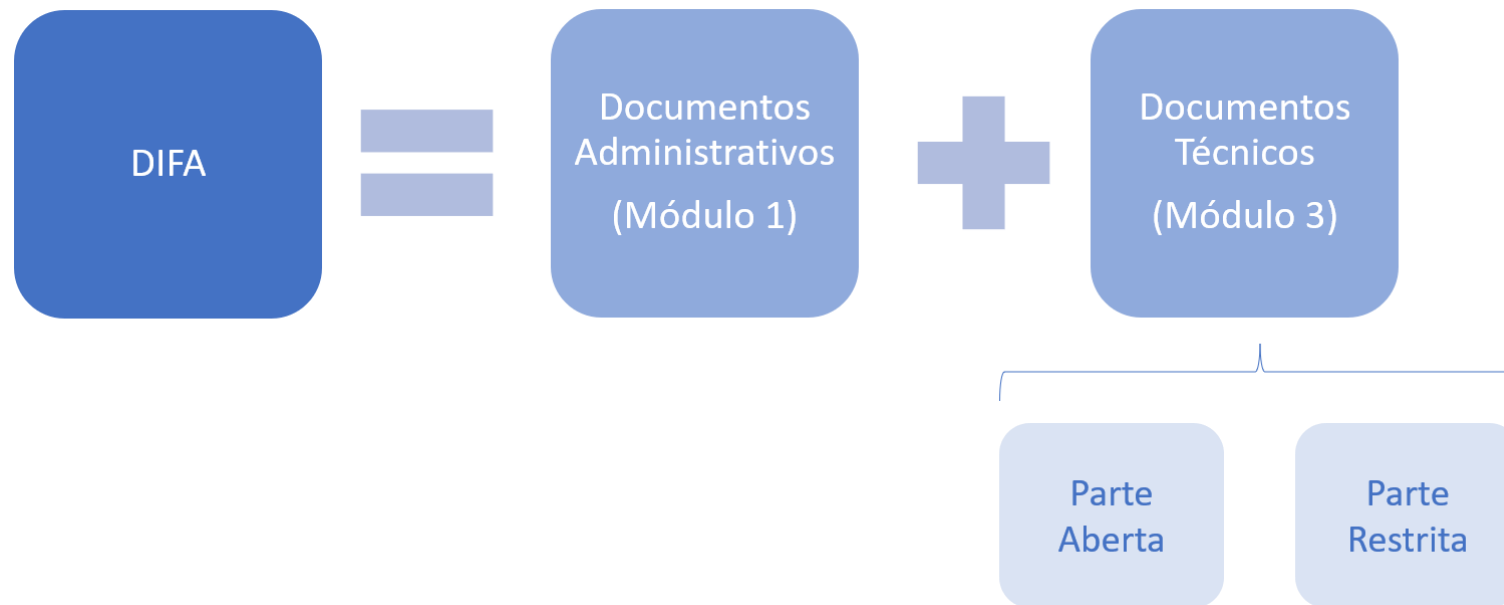 DIFA
Documentos
Administrativos
(Módulo 1)
Documentos
Técnicos
(Módulo 3)
Parte
Aberta
Parte
Restrita